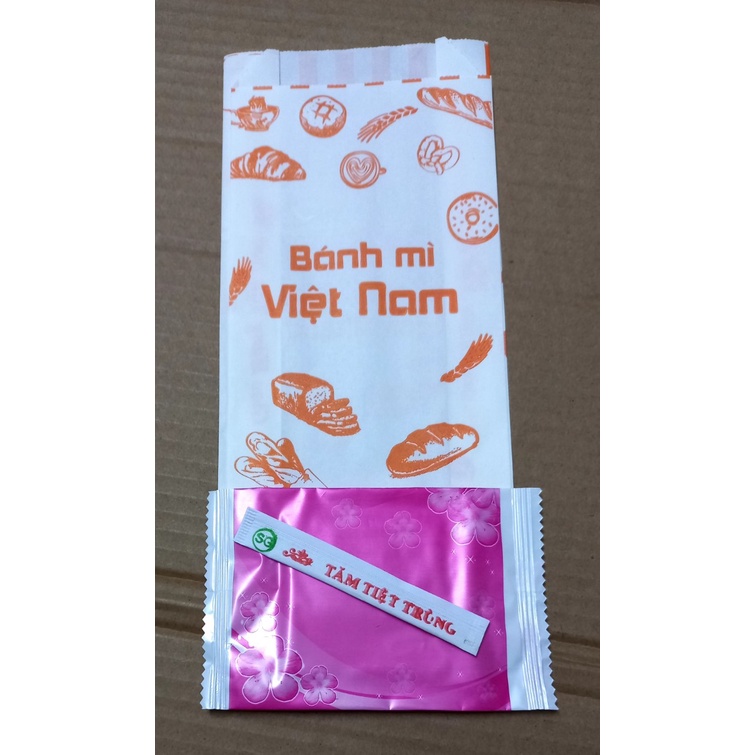 Bánh mì
Việt Nam
SG
TĂM TIỆT TRÙNG